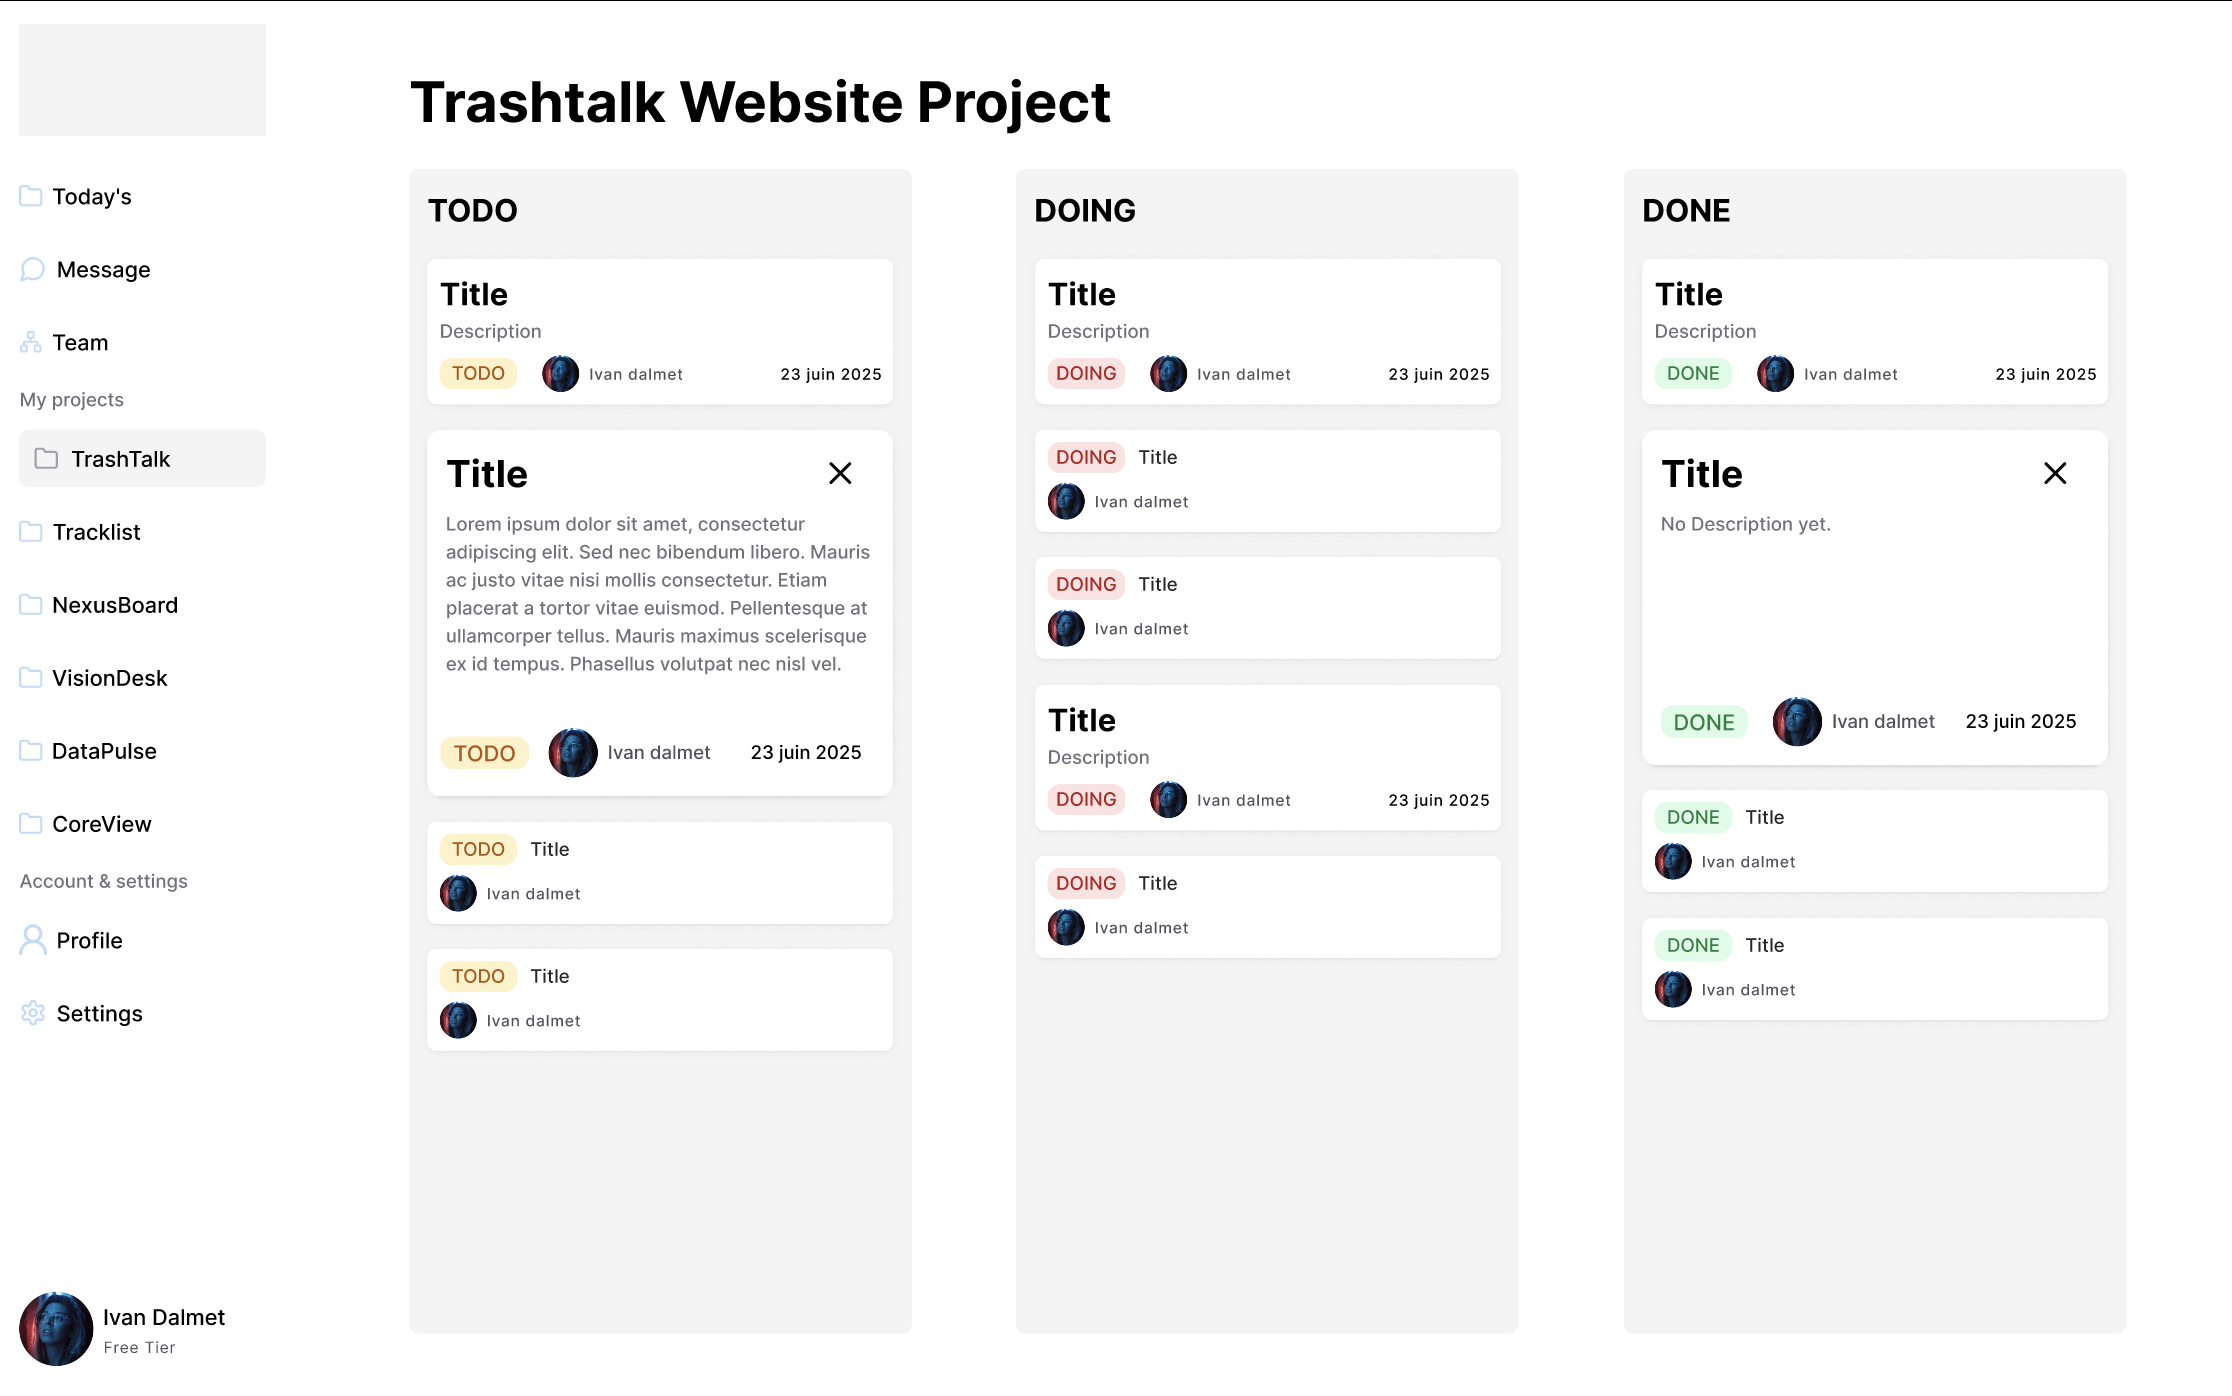 Today's
Message
Team
My projects
TrashTalk
Tracklist
NexusBoard
VisionDesk
DataPulse
CoreView
Account & settings
Profile
Settings
Ivan Dalmet
Free Tier
Trashtalk Website Project
TODO
Title
Description
TODO Ivan dalmet 23 juin 2025
Title
Lorem ipsum dolor sit amet, consectetur
adipiscing elit. Sed nec bibendum libero. Mauris
ac justo vitae nisi mollis consectetur. Etiam
placerat a tortor vitae euismod. Pellentesque at
ullamcorper tellus. Mauris maximus scelerisque
ex id tempus. Phasellus volutpat nec nisl vel.
TODO Ivan dalmet 23 juin 2025
TODO Title
Ivan dalmet
TODO Title
Ivan dalmet
DOING
Title
Description
DOING Ivan dalmet 23 juin 2025
DOING Title
Ivan dalmet
DOING Title
Ivan dalmet
Title
Description
DOING Ivan dalmet 23 juin 2025
DOING Title
Ivan dalmet
DONE
Title
Description
DONE Ivan dalmet 23 juin 2025
Title
No Description yet.
DONE Ivan dalmet 23 juin 2025
DONE Title
Ivan dalmet
DONE Title
Ivan dalmet